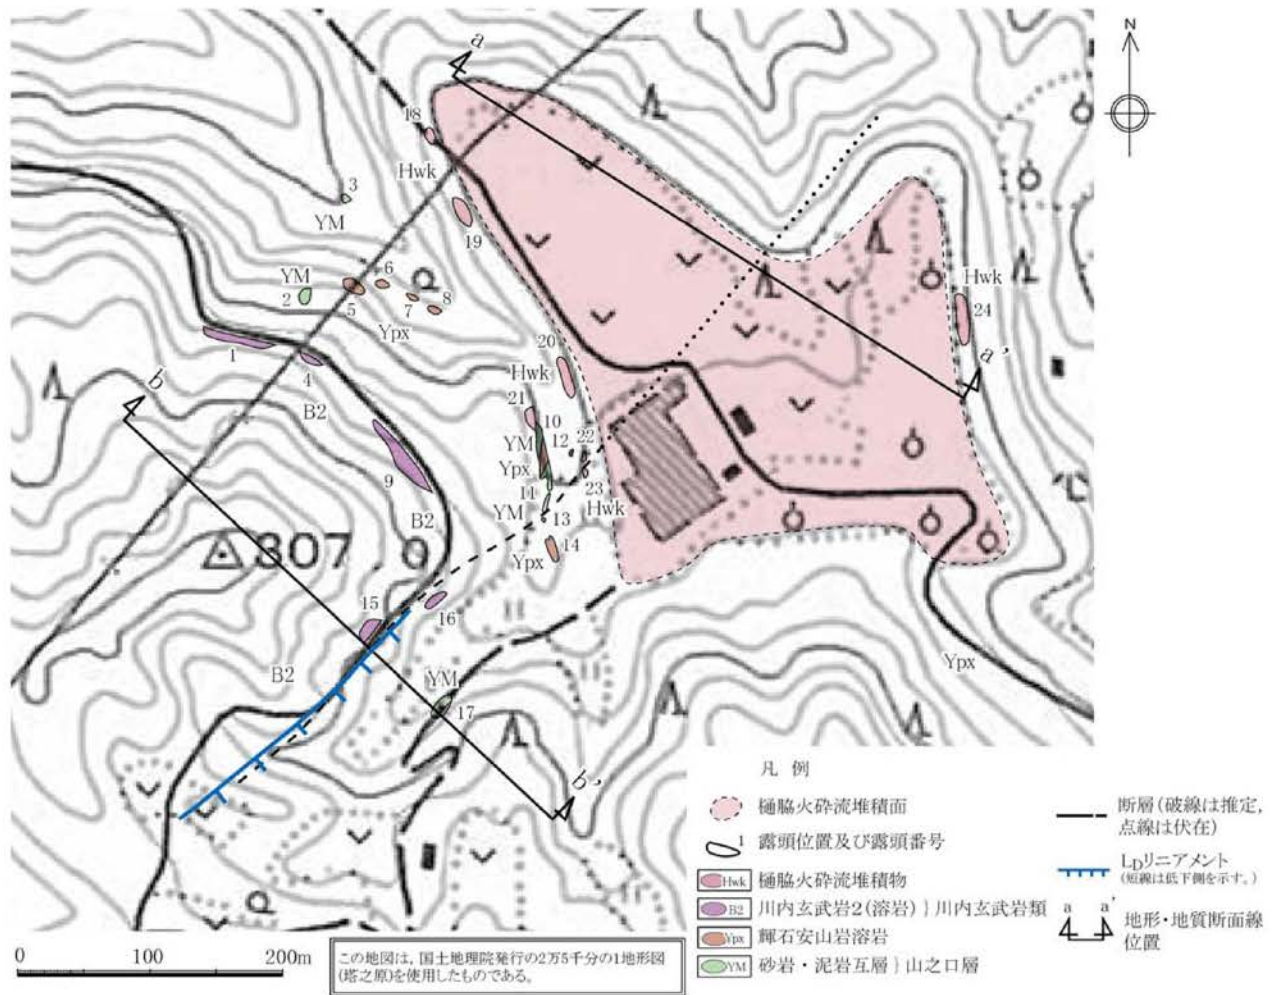 N
a
18
Hwk
3
YM
19
YM
6
2
5
7
8
Ypx
Hwk
24
20
1
4
Hwk
a'
b
B2
21
10
YM
12
22
Ypx
9
11
23
Hwk
B2
YM
13
307.0
14
Ypx
15
16
B2
YM
17
Ypx
b'
凡 例
樋脇火砕流堆積面
1 露頭位置及び露頭番号
Hwk 樋脇火砕流堆積物
B2 川内玄武岩2(溶岩) } 川内玄武岩類
Ypx 輝石安山岩溶岩
YM 砂岩・泥岩互層 } 山之口層
断層(破線は推定,
点線は伏在)
LDリニアメント
(短線は低下側を示す。)
a a'
地形・地質断面線
位置
0 100 200m
この地図は、国土地理院発行の2万5千分の1地形図
(塔之原)を使用したものである。